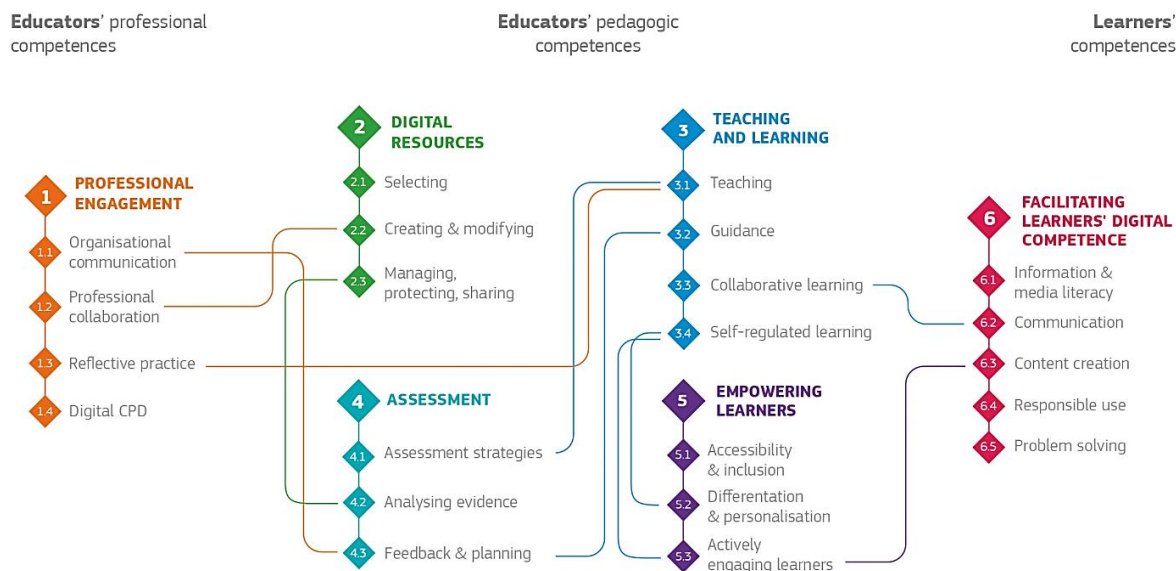 Educators’ professional
competences
Educators’ pedagogic
competences
Learners’
competences
1
PROFESSIONAL
ENGAGEMENT
1.1
Organisational
communication
1.2
Professional
collaboration
1.3
Reflective practice
1.4
Digital CPD
2
DIGITAL
RESOURCES
2.1
Selecting
2.2
Creating & modifying
2.3
Managing,
protecting, sharing
3
TEACHING
AND LEARNING
3.1
Teaching
3.2
Guidance
3.3
Collaborative learning
3.4
Self-regulated learning
4
ASSESSMENT
4.1
Assessment strategies
4.2
Analysing evidence
4.3
Feedback & planning
5
EMPOWERING
LEARNERS
5.1
Accessibility
& inclusion
5.2
Differentation
& personalisation
5.3
Actively
engaging learners
6
FACILITATING
LEARNERS' DIGITAL
COMPETENCE
6.1
Information &
media literacy
6.2
Communication
6.3
Content creation
6.4
Responsible use
6.5
Problem solving